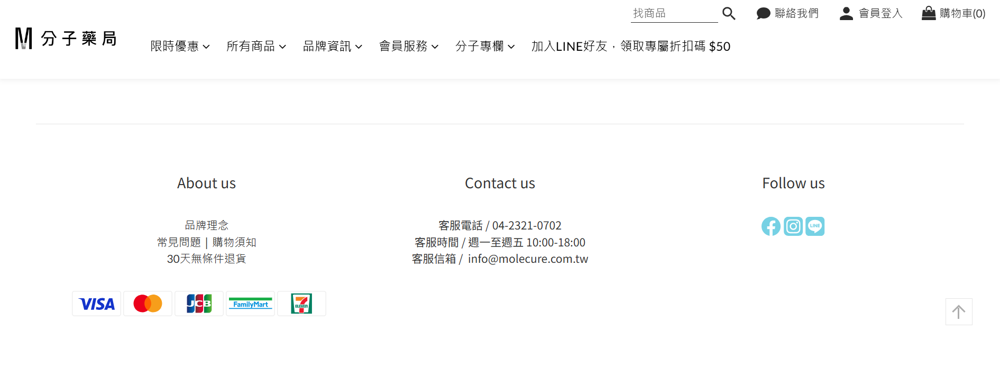 找商品
聯絡我們
會員登入
購物車(0)
M 分子藥局
限時優惠
所有商品
品牌資訊
會員服務
分子專欄
加入LINE好友，領取專屬折扣碼 $50
About us
品牌理念
常見問題 | 購物須知
30天無條件退貨
VISA
JCB
FamilyMart
7 ELEVEN
Contact us
客服電話 / 04-2321-0702
客服時間 / 週一至週五 10:00-18:00
客服信箱 / info@molecure.com.tw
Follow us
LINE